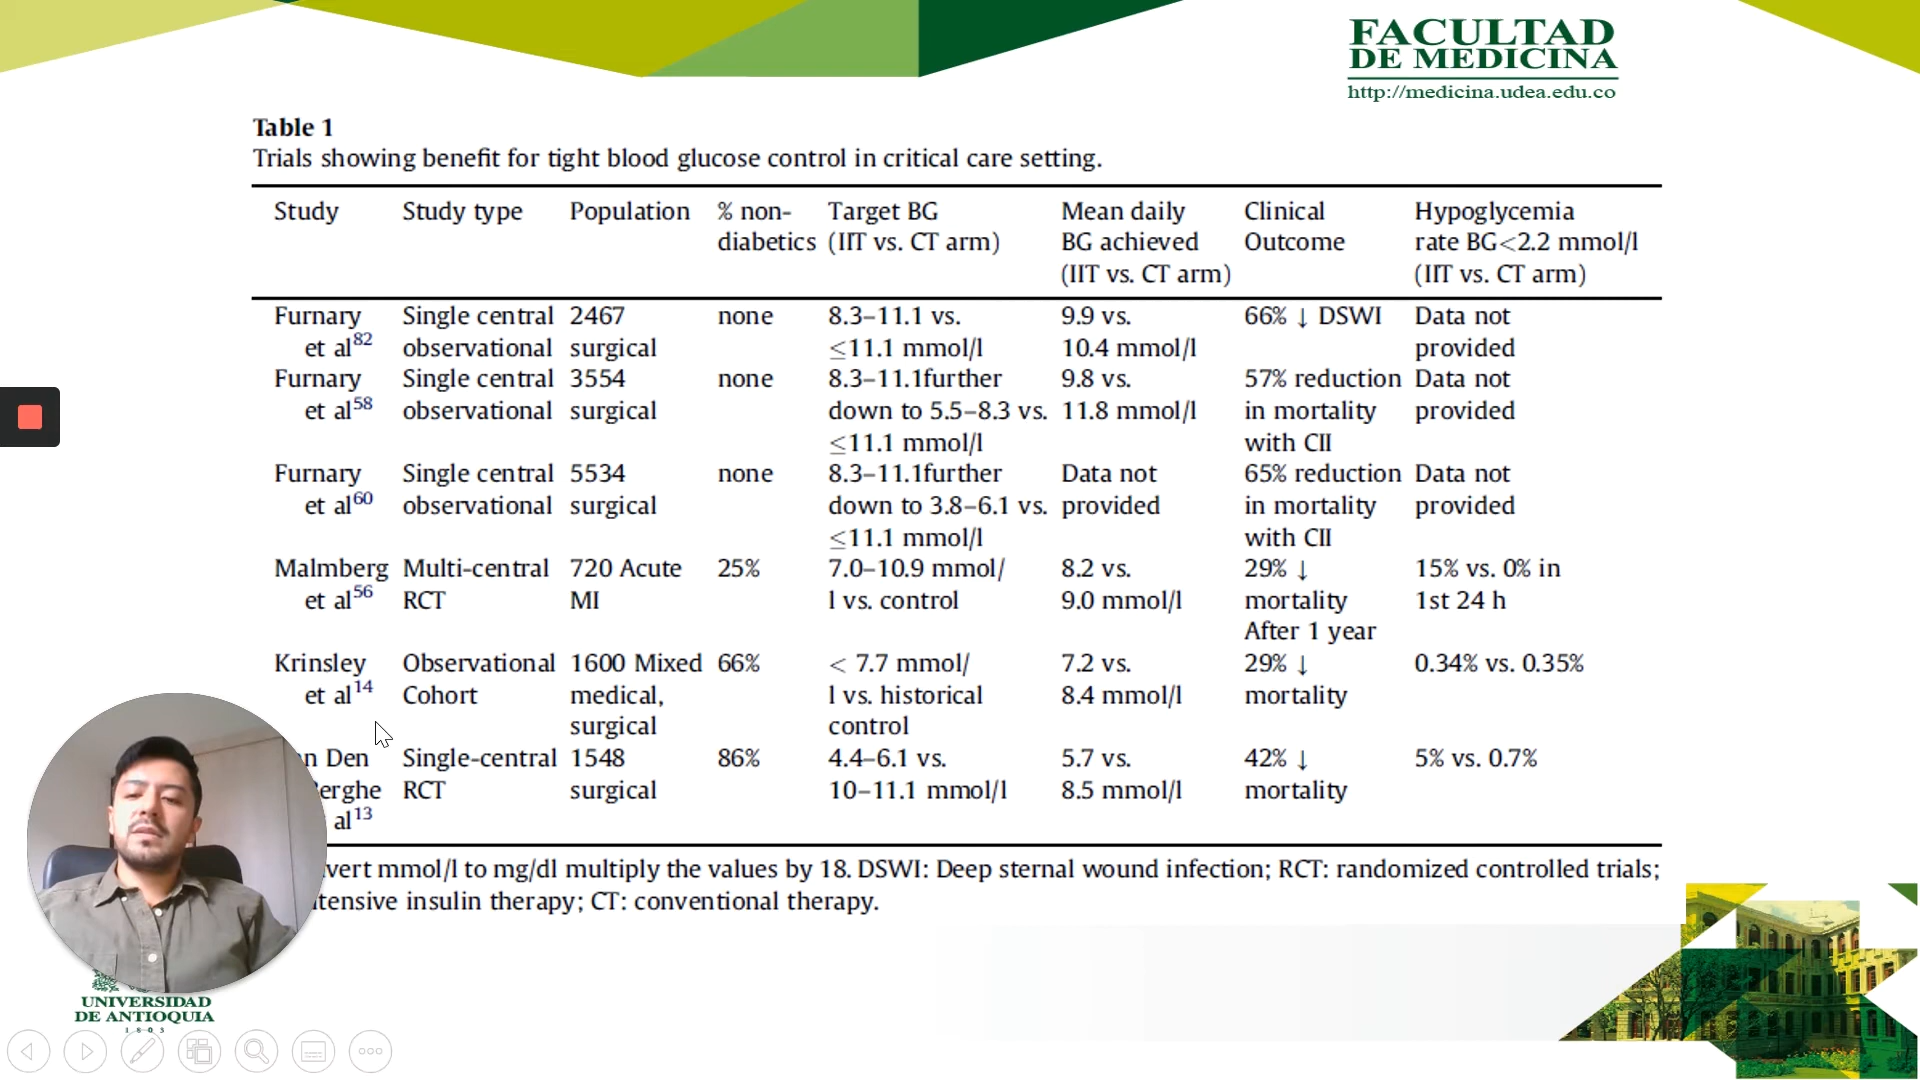 FACULTAD
DE MEDICINA
http://medicina.udea.edu.co
Table 1
Trials showing benefit for tight blood glucose control in critical care setting.
Study Study type Population % non-diabetics Target BG (IIT vs. CT arm) Mean daily BG achieved (IIT vs. CT arm) Clinical Outcome Hypoglycemia rate BG<2.2 mmol/l (IIT vs. CT arm)
Furnary et al82 Single central observational 2467 surgical none 8.3–11.1 vs. ≤11.1 mmol/l 9.9 vs. 10.4 mmol/l 66% ↓ DSWI Data not provided
Furnary et al58 Single central observational 3554 surgical none 8.3–11.1further down to 5.5–8.3 vs. ≤11.1 mmol/l 9.8 vs. 11.8 mmol/l 57% reduction in mortality with CII Data not provided
Furnary et al60 Single central observational 5534 surgical none 8.3–11.1further down to 3.8–6.1 vs. ≤11.1 mmol/l Data not provided 65% reduction in mortality with CII Data not provided
Malmberg et al56 Multi-central RCT 720 Acute MI 25% 7.0–10.9 mmol/l vs. control 8.2 vs. 9.0 mmol/l 29% ↓ mortality After 1 year 15% vs. 0% in 1st 24 h
Krinsley et al14 Observational Cohort 1600 Mixed medical, surgical 66% < 7.7 mmol/l vs. historical control 7.2 vs. 8.4 mmol/l 29% ↓ mortality 0.34% vs. 0.35%
n Den erghe al13 Single-central RCT 1548 surgical 86% 4.4–6.1 vs. 10–11.1 mmol/l 5.7 vs. 8.5 mmol/l 42% ↓ mortality 5% vs. 0.7%
vert mmol/l to mg/dl multiply the values by 18. DSWI: Deep sternal wound infection; RCT: randomized controlled trials;
tensive insulin therapy; CT: conventional therapy.
UNIVERSIDAD
DE ANTIOQUIA
1803